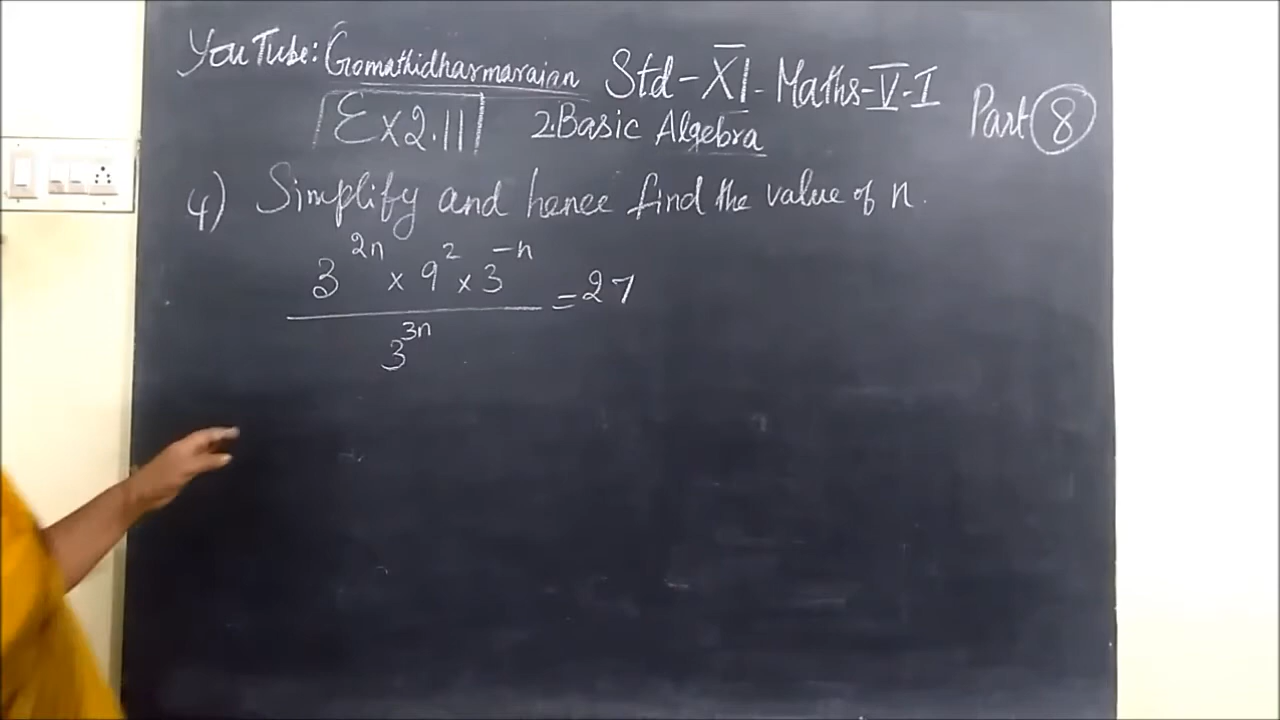 YouTube: Gomathidharmaraian Std-XI-Maths-V-I
Ex2.11 2.Basic Algebra Part 8
4) Simplify and hence find the value of n.
3^2n × 9^2 × 3^-n
= 27
3^3n